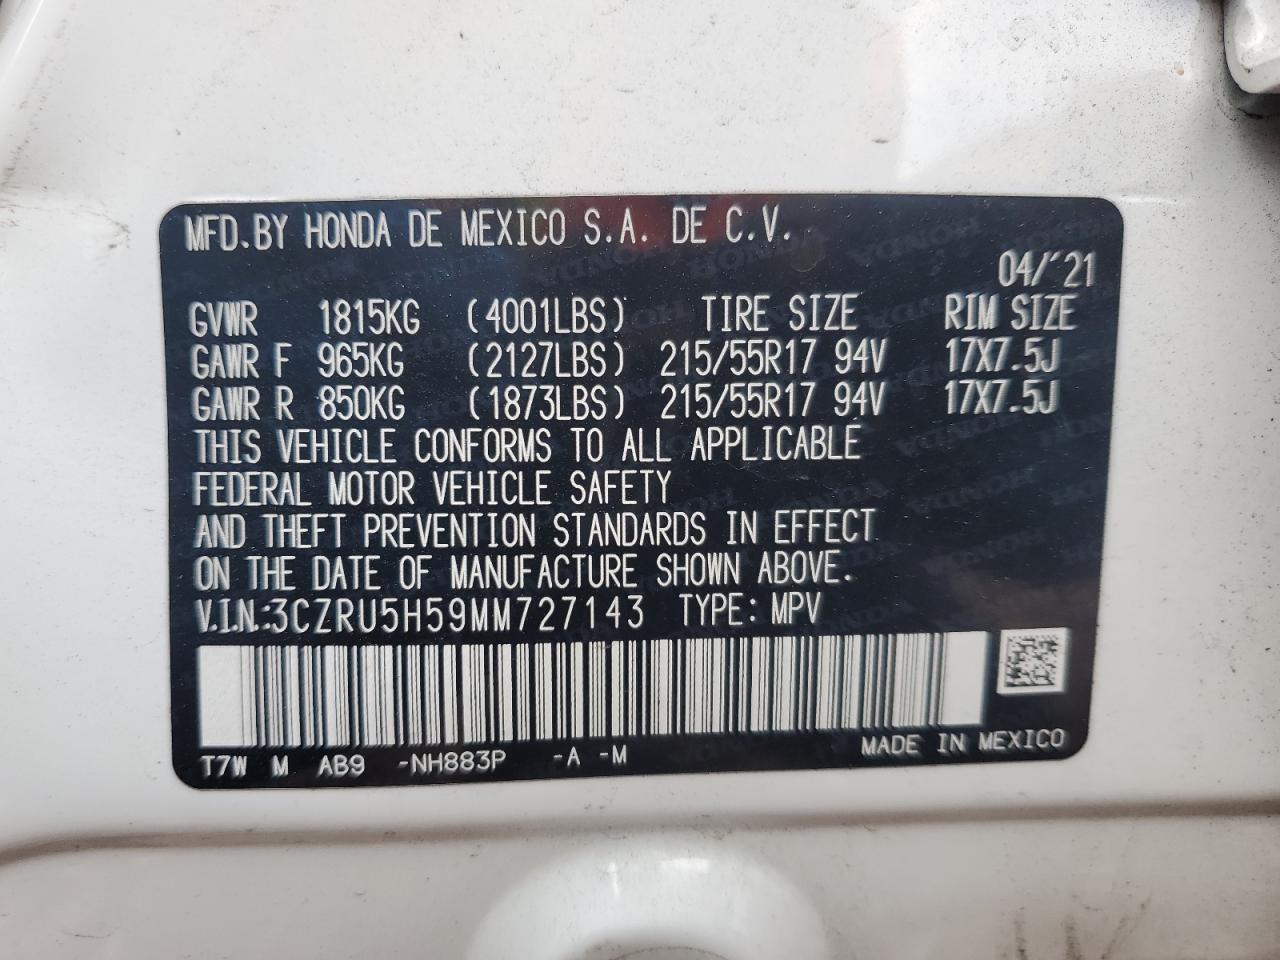 MFD.BY HONDA DE MEXICO S.A. DE C.V.
04/'21
GVWR 1815KG (4001LBS) TIRE SIZE RIM SIZE
GAWR F 965KG (2127LBS) 215/55R17 94V 17X7.5J
GAWR R 850KG (1873LBS) 215/55R17 94V 17X7.5J
THIS VEHICLE CONFORMS TO ALL APPLICABLE
FEDERAL MOTOR VEHICLE SAFETY
AND THEFT PREVENTION STANDARDS IN EFFECT
ON THE DATE OF MANUFACTURE SHOWN ABOVE.
V.I.N.:3CZRU5H59MM727143 TYPE: MPV
T7W M AB9 -NH883P -A -M MADE IN MEXICO